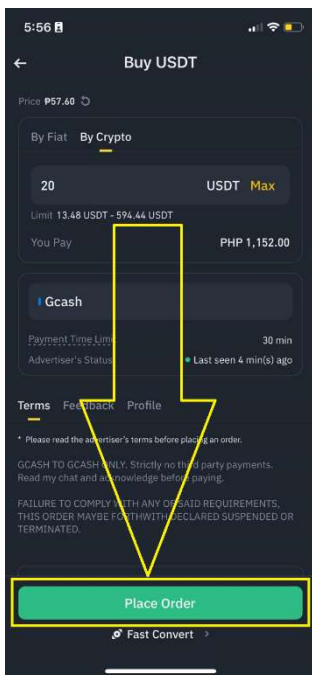 5:56
Buy USDT
Price ₱57.60
By Fiat By Crypto
20 USDT Max
Limit 13.48 USDT - 594.44 USDT
You Pay PHP 1,152.00
Gcash
Payment Time Limit 30 min
Advertiser's Status Last seen 4 min(s) ago
Terms Feedback Profile
* Please read the advertiser's terms before placing an order.
GCASH TO GCASH ONLY. Strictly no third party payments.
Read my chat and acknowledge before paying.
FAILURE TO COMPLY WITH ANY OF SAID REQUIREMENTS,
THIS ORDER MAYBE FORTHWITH DECLARED SUSPENDED OR
TERMINATED.
Place Order
Fast Convert